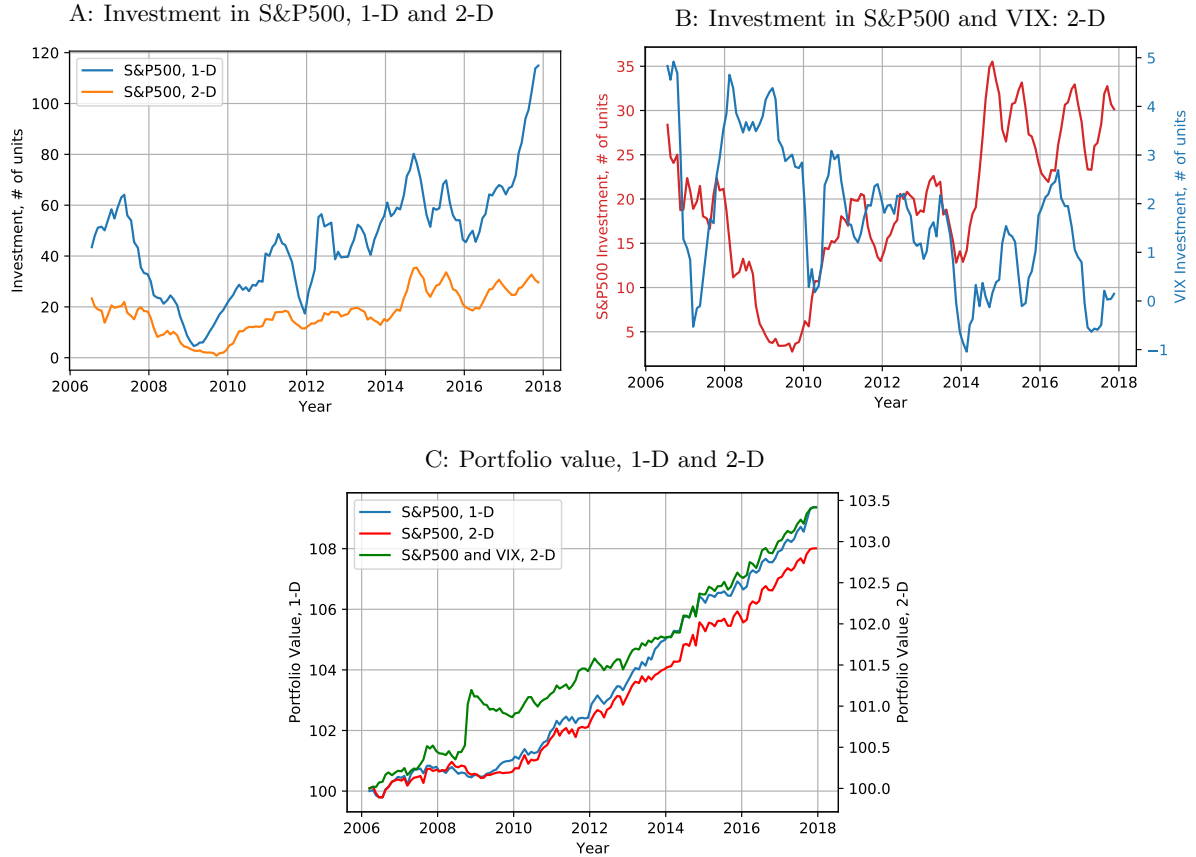 A: Investment in S&P500, 1-D and 2-D
120
100
80
60
40
20
0
Investment, # of units
S&P500, 1-D
S&P500, 2-D
2006 2008 2010 2012 2014 2016 2018
Year
B: Investment in S&P500 and VIX: 2-D
35
30
25
20
15
10
5
S&P500 Investment, # of units
5
4
3
2
1
0
−1
VIX Investment, # of units
2006 2008 2010 2012 2014 2016 2018
Year
C: Portfolio value, 1-D and 2-D
108
106
104
102
100
Portfolio Value, 1-D
S&P500, 1-D
S&P500, 2-D
S&P500 and VIX, 2-D
103.5
103.0
102.5
102.0
101.5
101.0
100.5
100.0
Portfolio Value, 2-D
2006 2008 2010 2012 2014 2016 2018
Year